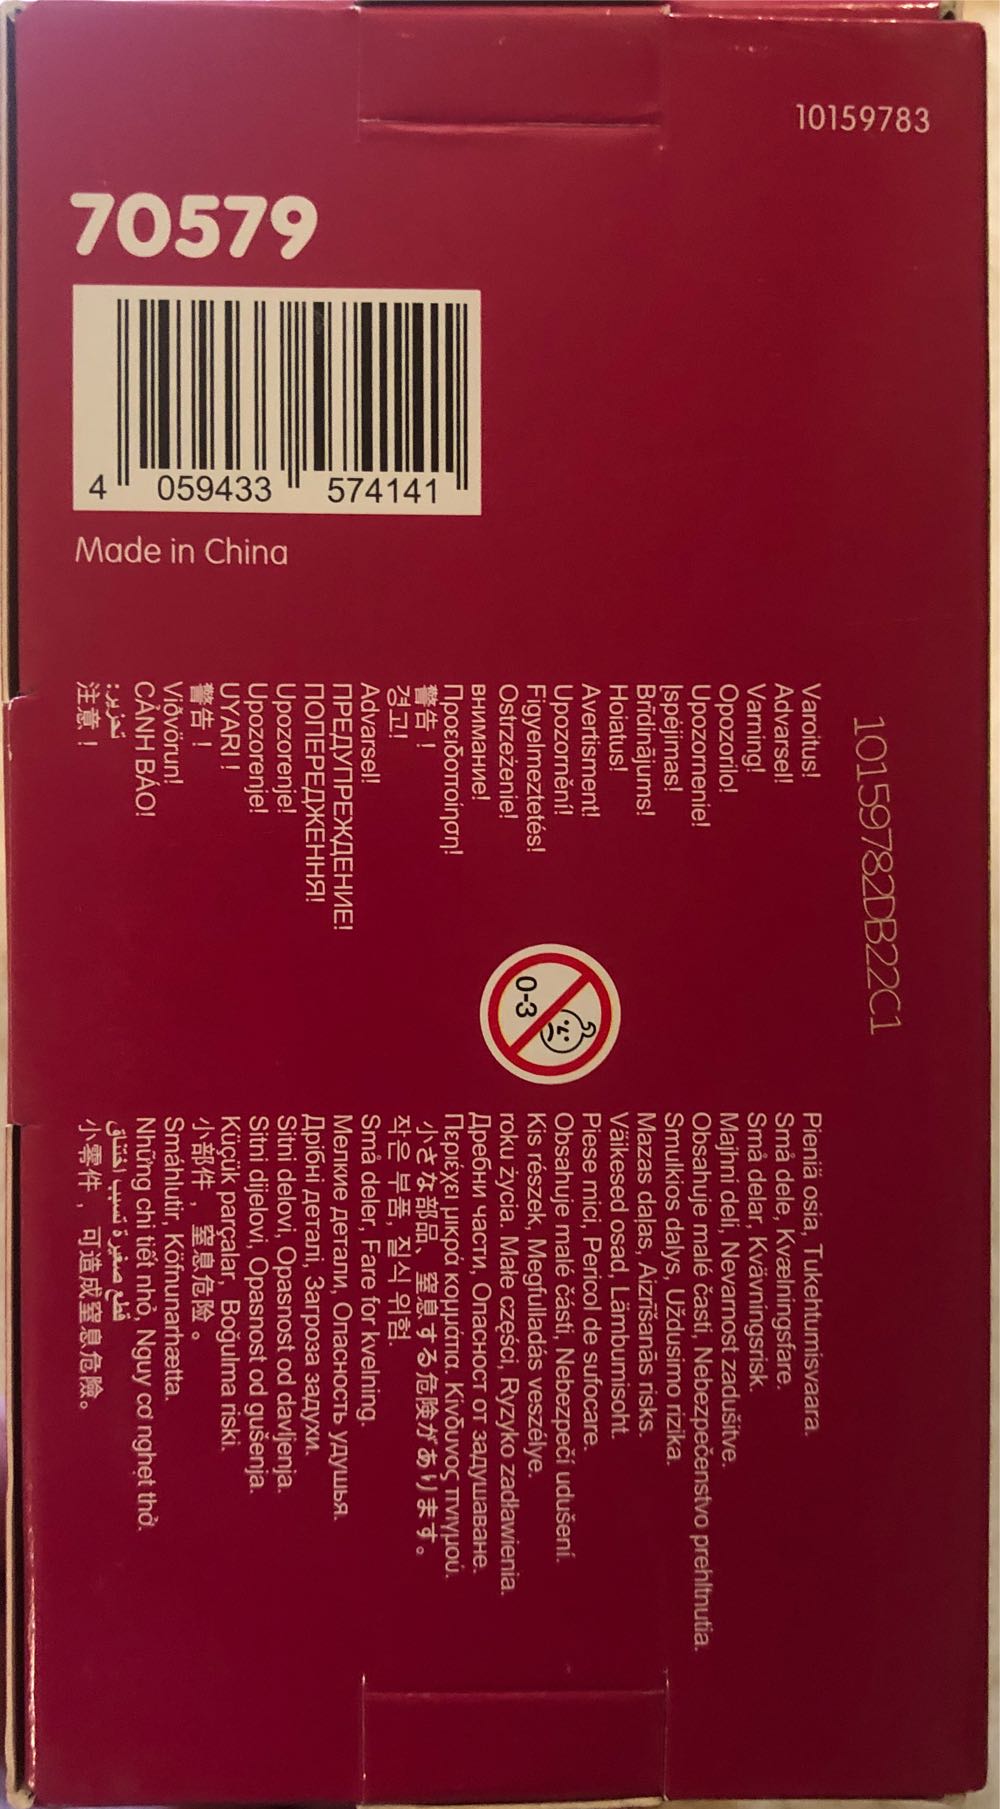 10159783
70579
4 059433 574141
Made in China
10159782DB22C1
Varoitus!
Advarsel!
Varning!
Opozorilo!
Upozornenie!
Įspėjimas!
Brīdinājums!
Hoiatus!
Avertisment!
Upozornění!
Figyelmeztetés!
Ostrzeżenie!
внимание!
Προειδοποίηση!
警告！
경고!
Advarsel!
ПРЕДУПРЕЖДЕНИЕ!
ПОПЕРЕДЖЕННЯ!
Upozorenje!
Upozorenje!
UYARI!
警告！
Viðvörun!
CẢNH BÁO!
تحذير:
注意！
0-3
Pieniä osia, Tukehtumisvaara.
Små dele, Kvælningsfare.
Små delar, Kvävningsrisk.
Majhni deli, Nevarnost zadušitve.
Obsahuje malé časti, Nebezpečenstvo prehltnutia.
Smulkios dalys, Uždusimo rizika.
Mazas daļas, Aizrīšanās risks.
Väikesed osad, Lämbumisoht.
Piese mici, Pericol de sufocare.
Obsahuje malé části, Nebezpečí udušení.
Kis részek, Megfulladás veszélye.
roku życia. Małe części, Ryzyko zadławienia.
Дребни части, Опасност от задушаване.
Περιέχει μικρά κομμάτια. Κίνδυνος πνιγμού.
小さな部品、窒息する危険があります。
작은 부품, 질식 위험.
Små deler, Fare for kvelning.
Мелкие детали, Опасность удушья.
Дрібні деталі, Загроза задухи.
Sitni delovi, Opasnost od davljenja.
Sitni dijelovi, Opasnost od gušenja.
Küçük parçalar, Boğulma riski.
小部件，窒息危险。
Smáhlutir, Köfnunarhætta.
Những chi tiết nhỏ, Nguy cơ nghẹt thở.
قطع صغيرة تسبب اختناق
小零件，可造成窒息危險。